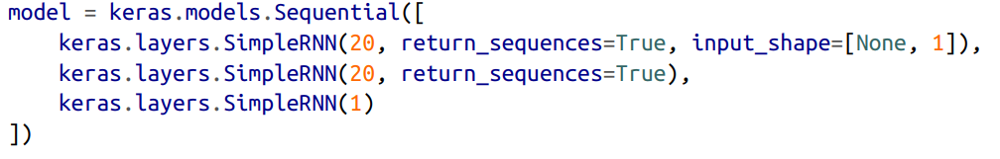 model = keras.models.Sequential([
    keras.layers.SimpleRNN(20, return_sequences=True, input_shape=[None, 1]),
    keras.layers.SimpleRNN(20, return_sequences=True),
    keras.layers.SimpleRNN(1)
])